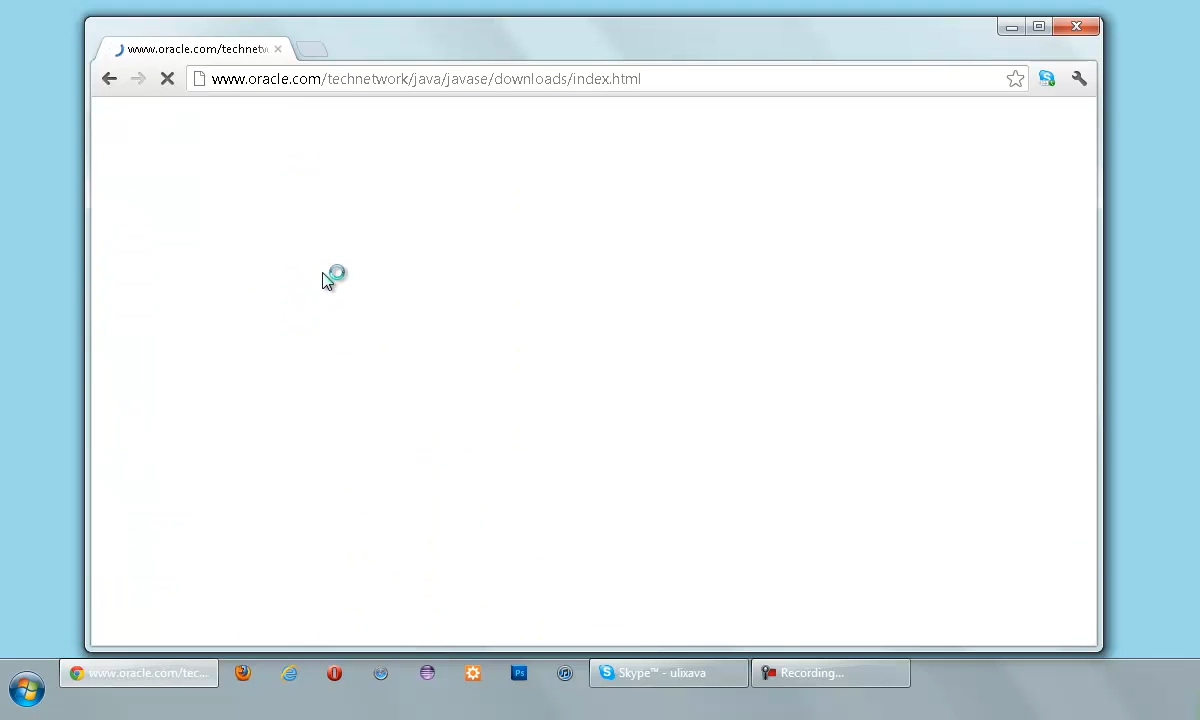 www.oracle.com/technetw
www.oracle.com/technetwork/java/javase/downloads/index.html
www.oracle.com/tec...
Ps
Skype™ - ulixava
Recording...